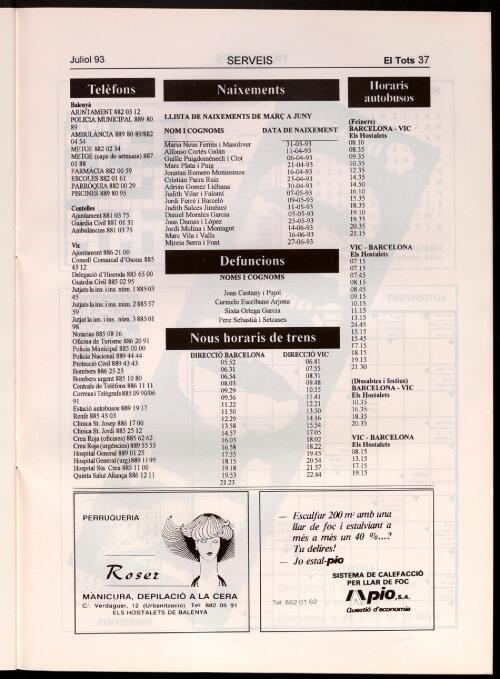 Juliol 93
SERVEIS
El Tots 37
Telèfons
Balenyà
AJUNTAMENT 882 03 12
POLICIA MUNICIPAL 889 80
89
AMBULÀNCIA 889 80 89/882
04 54
METGE 882 02 34
METGE (caps de setmana) 887
01 88
FARMÀCIA 882 00 59
ESCOLES 882 01 61
PARRÒQUIA 882 00 29
PISCINES 889 80 95
Centelles
Ajuntament 881 03 75
Guàrdia Civil 881 01 31
Ambulàncies 881 03 75
Vic
Ajuntament 886 21 00
Consell Comarcal d'Osona 885
43 12
Delegació d'Hisenda 885 65 00
Guàrdia Civil 885 02 95
Jutjats la ins. i ins. núm. 1 885 03
45
Jutjats la ins. i ins. núm. 2 885 57
59
Jutjat la ins. i ins. núm. 3 885 01
98
Notarias 885 08 16
Oficina de Turisme 886 20 91
Policia Municipal 885 00 00
Policia Nacional 889 44 44
Protecció Civil 889 43 43
Bombers 886 25 25
Bombers urgent 885 10 80
Centrals de Telèfons 886 11 11
Correus i Telègrafs 885 09 90/06
91
Estació autobusos 889 19 17
Renfe 885 45 03
Clínica St. Josep 886 17 00
Clínica St. Jordi 885 25 12
Creu Roja (oficines) 885 62 62
Creu Roja (urgències) 889 55 55
Hospital General 889 01 25
Hospital General (urg) 889 11 99
Hospital Sta. Creu 885 11 00
Quinta Salut Aliança 886 12 11
Naixements
LLISTA DE NAIXEMENTS DE MARÇ A JUNY
NOM I COGNOMS DATA DE NAIXEMENT
Maria Neus Ferrés i Masoliver 31-03-93
Alfonso Cortés Galán 11-04-93
Guille Puigdomènech i Clot 06-04-93
Marc Plata i Puig 21-04-93
Jonatan Romero Montesinos 16-04-93
Cristian Parra Ruiz 23-04-93
Adrián Gomez Liébana 30-04-93
Judith Vilar i Falomí 07-05-93
Jordi Ferré i Barceló 09-05-93
Judith Salces Jiménez 11-05-93
Daniel Morales Garcia 05-05-93
Joan Daman i López 25-05-93
Jordi Molina i Montagut 14-06-93
Marc Vila i Valls 16-06-93
Mireia Serra i Font 27-06-93
Defuncions
NOMS I COGNOMS
Joan Castany i Pujol
Carmelo Escribano Arjona
Sixta Ortega Garcia
Pere Sebastià i Setcases
Nous horaris de trens
DIRECCIÓ BARCELONA DIRECCIÓ VIC
05.52 06.41
06.31 07.55
06.54 08.31
08.03 09.48
09.29 10.55
09.56 11.41
11.22 12.21
11.50 13.50
12.29 14.16
13.58 15.54
14.57 17.05
16.03 18.02
16.58 18.22
17.55 19.45
18.15 20.54
19.18 21.57
19.53 22.44
21.23
Horaris
autobusos
(Feiners)
BARCELONA - VIC
Els Hostalets
08.10
08.35
09.35
10.35
12.35
14.35
14.50
16.10
15.35
18.35
19.10
19.35
20.35
21.15
VIC - BARCELONA
Els Hostalets
07.15
07.15
07.45
08.15
08.45
09.15
10.15
11.15
13.15
24.45
15.15
15.45
17.15
18.15
19.15
21.30
(Dissabtes i festius)
BARCELONA - VIC
Els Hostalets
10.35
16.35
18.35
20.35
VIC - BARCELONA
Els Hostalets
08.15
13.15
17.15
19.15
PERRUQUERIA
Roser
MANICURA, DEPILACIÓ A LA CERA
C/. Verdaguer, 12 (Urbanització). Tel. 882 05 91
ELS HOSTALETS DE BALENYÀ
— Escalfar 200 m² amb una
llar de foc i estalviant a
més a més un 40 %...?
Tu delires!
— Jo estal-pio
SISTEMA DE CALEFACCIÓ
PER LLAR DE FOC
Tel. 882 01 62
pio, S.A.
Qüestió d'economia